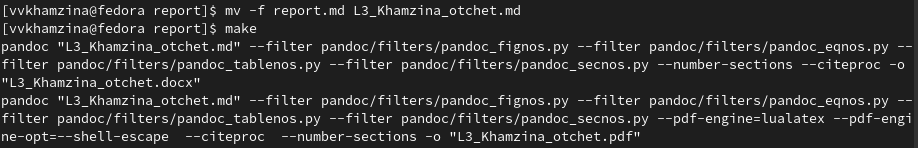 [vvkhamzina@fedora report]$ mv -f report.md L3_Khamzina_otchet.md
[vvkhamzina@fedora report]$ make
pandoc "L3_Khamzina_otchet.md" --filter pandoc/filters/pandoc_fignos.py --filter pandoc/filters/pandoc_eqnos.py --
filter pandoc/filters/pandoc_tablenos.py --filter pandoc/filters/pandoc_secnos.py --number-sections --citeproc -o
"L3_Khamzina_otchet.docx"
pandoc "L3_Khamzina_otchet.md" --filter pandoc/filters/pandoc_fignos.py --filter pandoc/filters/pandoc_eqnos.py --
filter pandoc/filters/pandoc_tablenos.py --filter pandoc/filters/pandoc_secnos.py --pdf-engine=lualatex --pdf-engi
ne-opt=--shell-escape  --citeproc  --number-sections -o "L3_Khamzina_otchet.pdf"